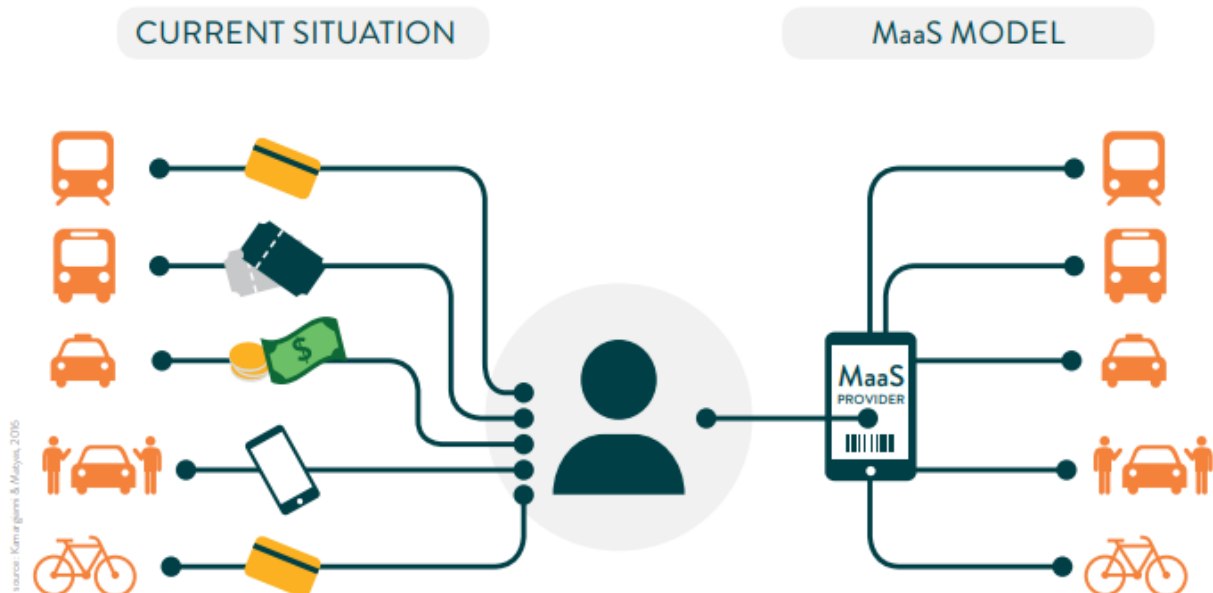 CURRENT SITUATION
MaaS MODEL
$
MaaS
PROVIDER
source: Kamargianni & Matyas, 2016